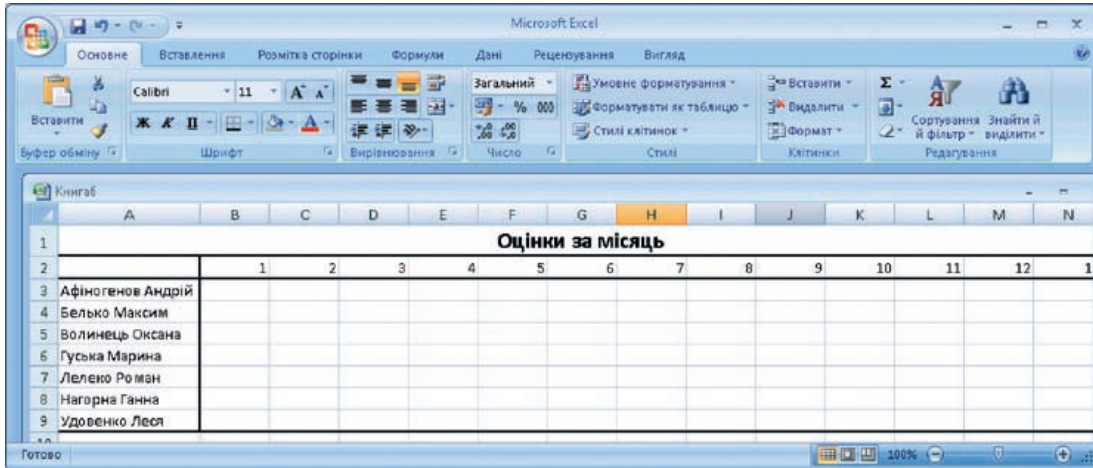 Microsoft Excel
Основне Вставлення Розмітка сторінки Формули Дані Рецензування Вигляд
Вставити
Calibri 11 А А
Ж К П А
Загальний
% 000
Умовне форматування
Форматувати як таблицю
Стилі клітинок
Вставити
Видалити
Формат
Σ
Сортування й фільтр
Знайти й виділити
Буфер обміну Шрифт Вирівнювання Число Стилі Клітинки Редагування
Книга6
A B C D E F G H I J K L M N
1 Оцінки за місяць
2 1 2 3 4 5 6 7 8 9 10 11 12 1
3 Афіногенов Андрій
4 Белько Максим
5 Волинець Оксана
6 Гуська Марина
7 Лелеко Роман
8 Нагорна Ганна
9 Удовенко Леся
10
Готово 100%